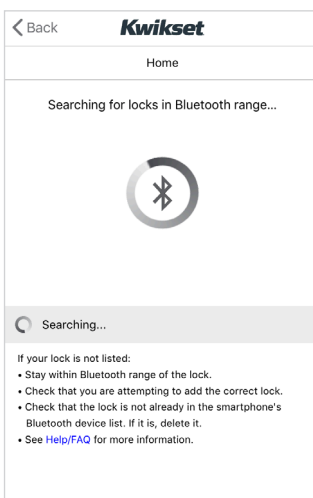 Back
Kwikset
Home
Searching for locks in Bluetooth range...
Searching...
If your lock is not listed:
• Stay within Bluetooth range of the lock.
• Check that you are attempting to add the correct lock.
• Check that the lock is not already in the smartphone's
Bluetooth device list. If it is, delete it.
• See Help/FAQ for more information.